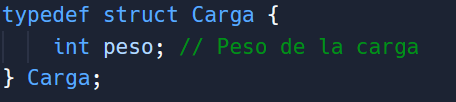 typedef struct Carga {
    int peso; // Peso de la carga
} Carga;